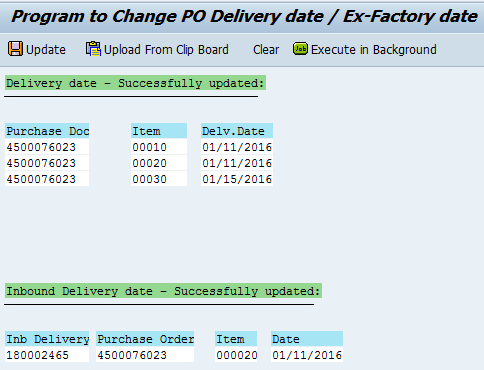 Program to Change PO Delivery date / Ex-Factory date
Update Upload From Clip Board Clear Job Execute in Background
Delivery date - Successfully updated:
Purchase Doc Item Delv.Date
4500076023 00010 01/11/2016
4500076023 00020 01/11/2016
4500076023 00030 01/15/2016
Inbound Delivery date - Successfully updated:
Inb Delivery Purchase Order Item Date
180002465 4500076023 000020 01/11/2016